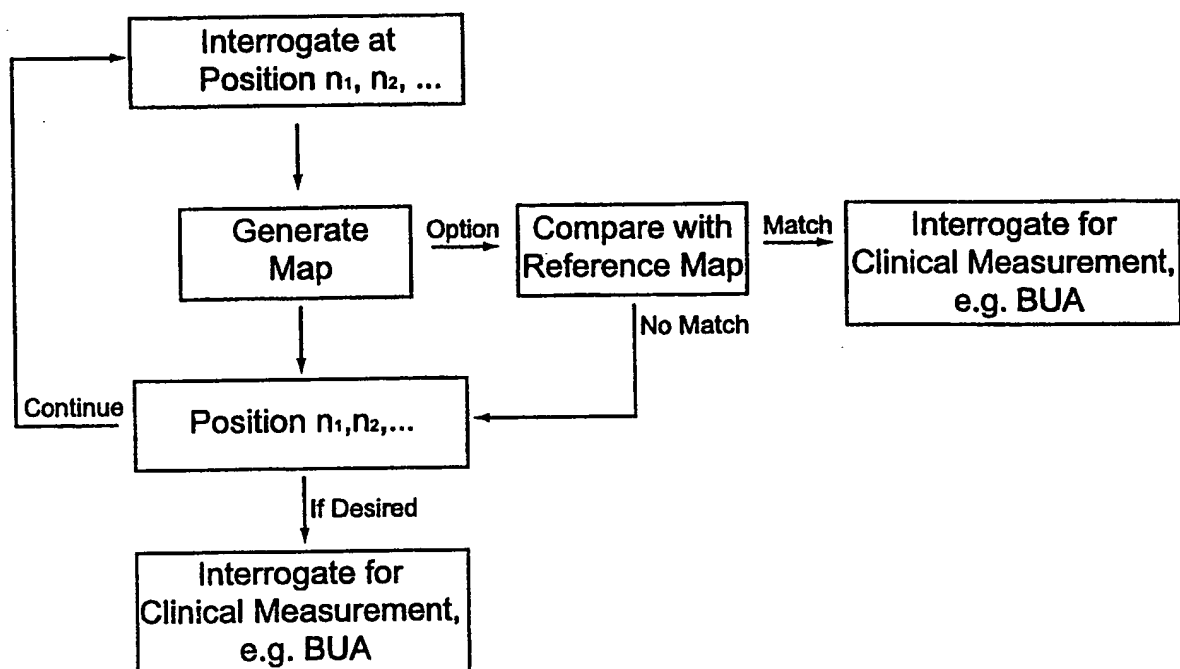 Interrogate at
Position n₁, n₂, ...
Generate
Map
Option
Compare with
Reference Map
Match
Interrogate for
Clinical Measurement,
e.g. BUA
No Match
Continue
Position n₁,n₂,...
If Desired
Interrogate for
Clinical Measurement,
e.g. BUA